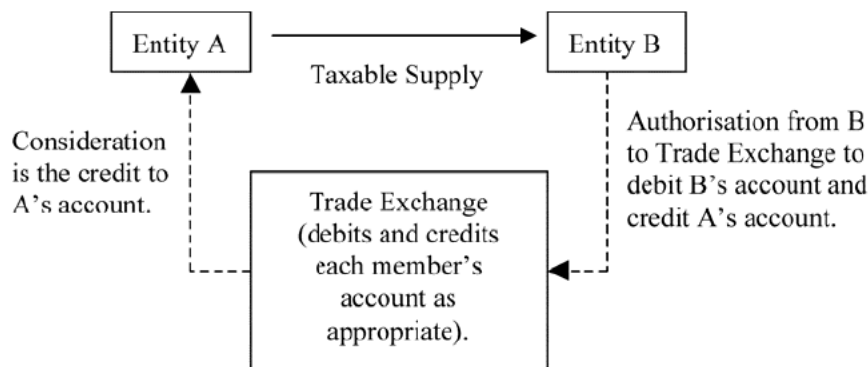 Entity A
Entity B
Taxable Supply
Consideration
is the credit to
A's account.
Authorisation from B
to Trade Exchange to
debit B's account and
credit A's account.
Trade Exchange
(debits and credits
each member's
account as
appropriate).